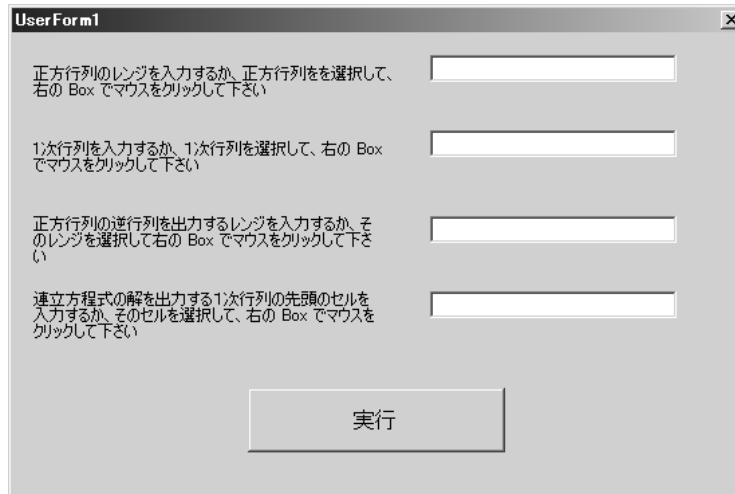 UserForm1
正方行列のレンジを入力するか、正方行列をを選択して、
右の Box でマウスをクリックして下さい
1次行列を入力するか、1次行列を選択して、右の Box
でマウスをクリックして下さい
正方行列の逆行列を出力するレンジを入力するか、そ
のレンジを選択して右の Box でマウスをクリックして下さ
い
連立方程式の解を出力する1次行列の先頭のセルを
入力するか、そのセルを選択して、右の Box でマウスを
クリックして下さい
実行